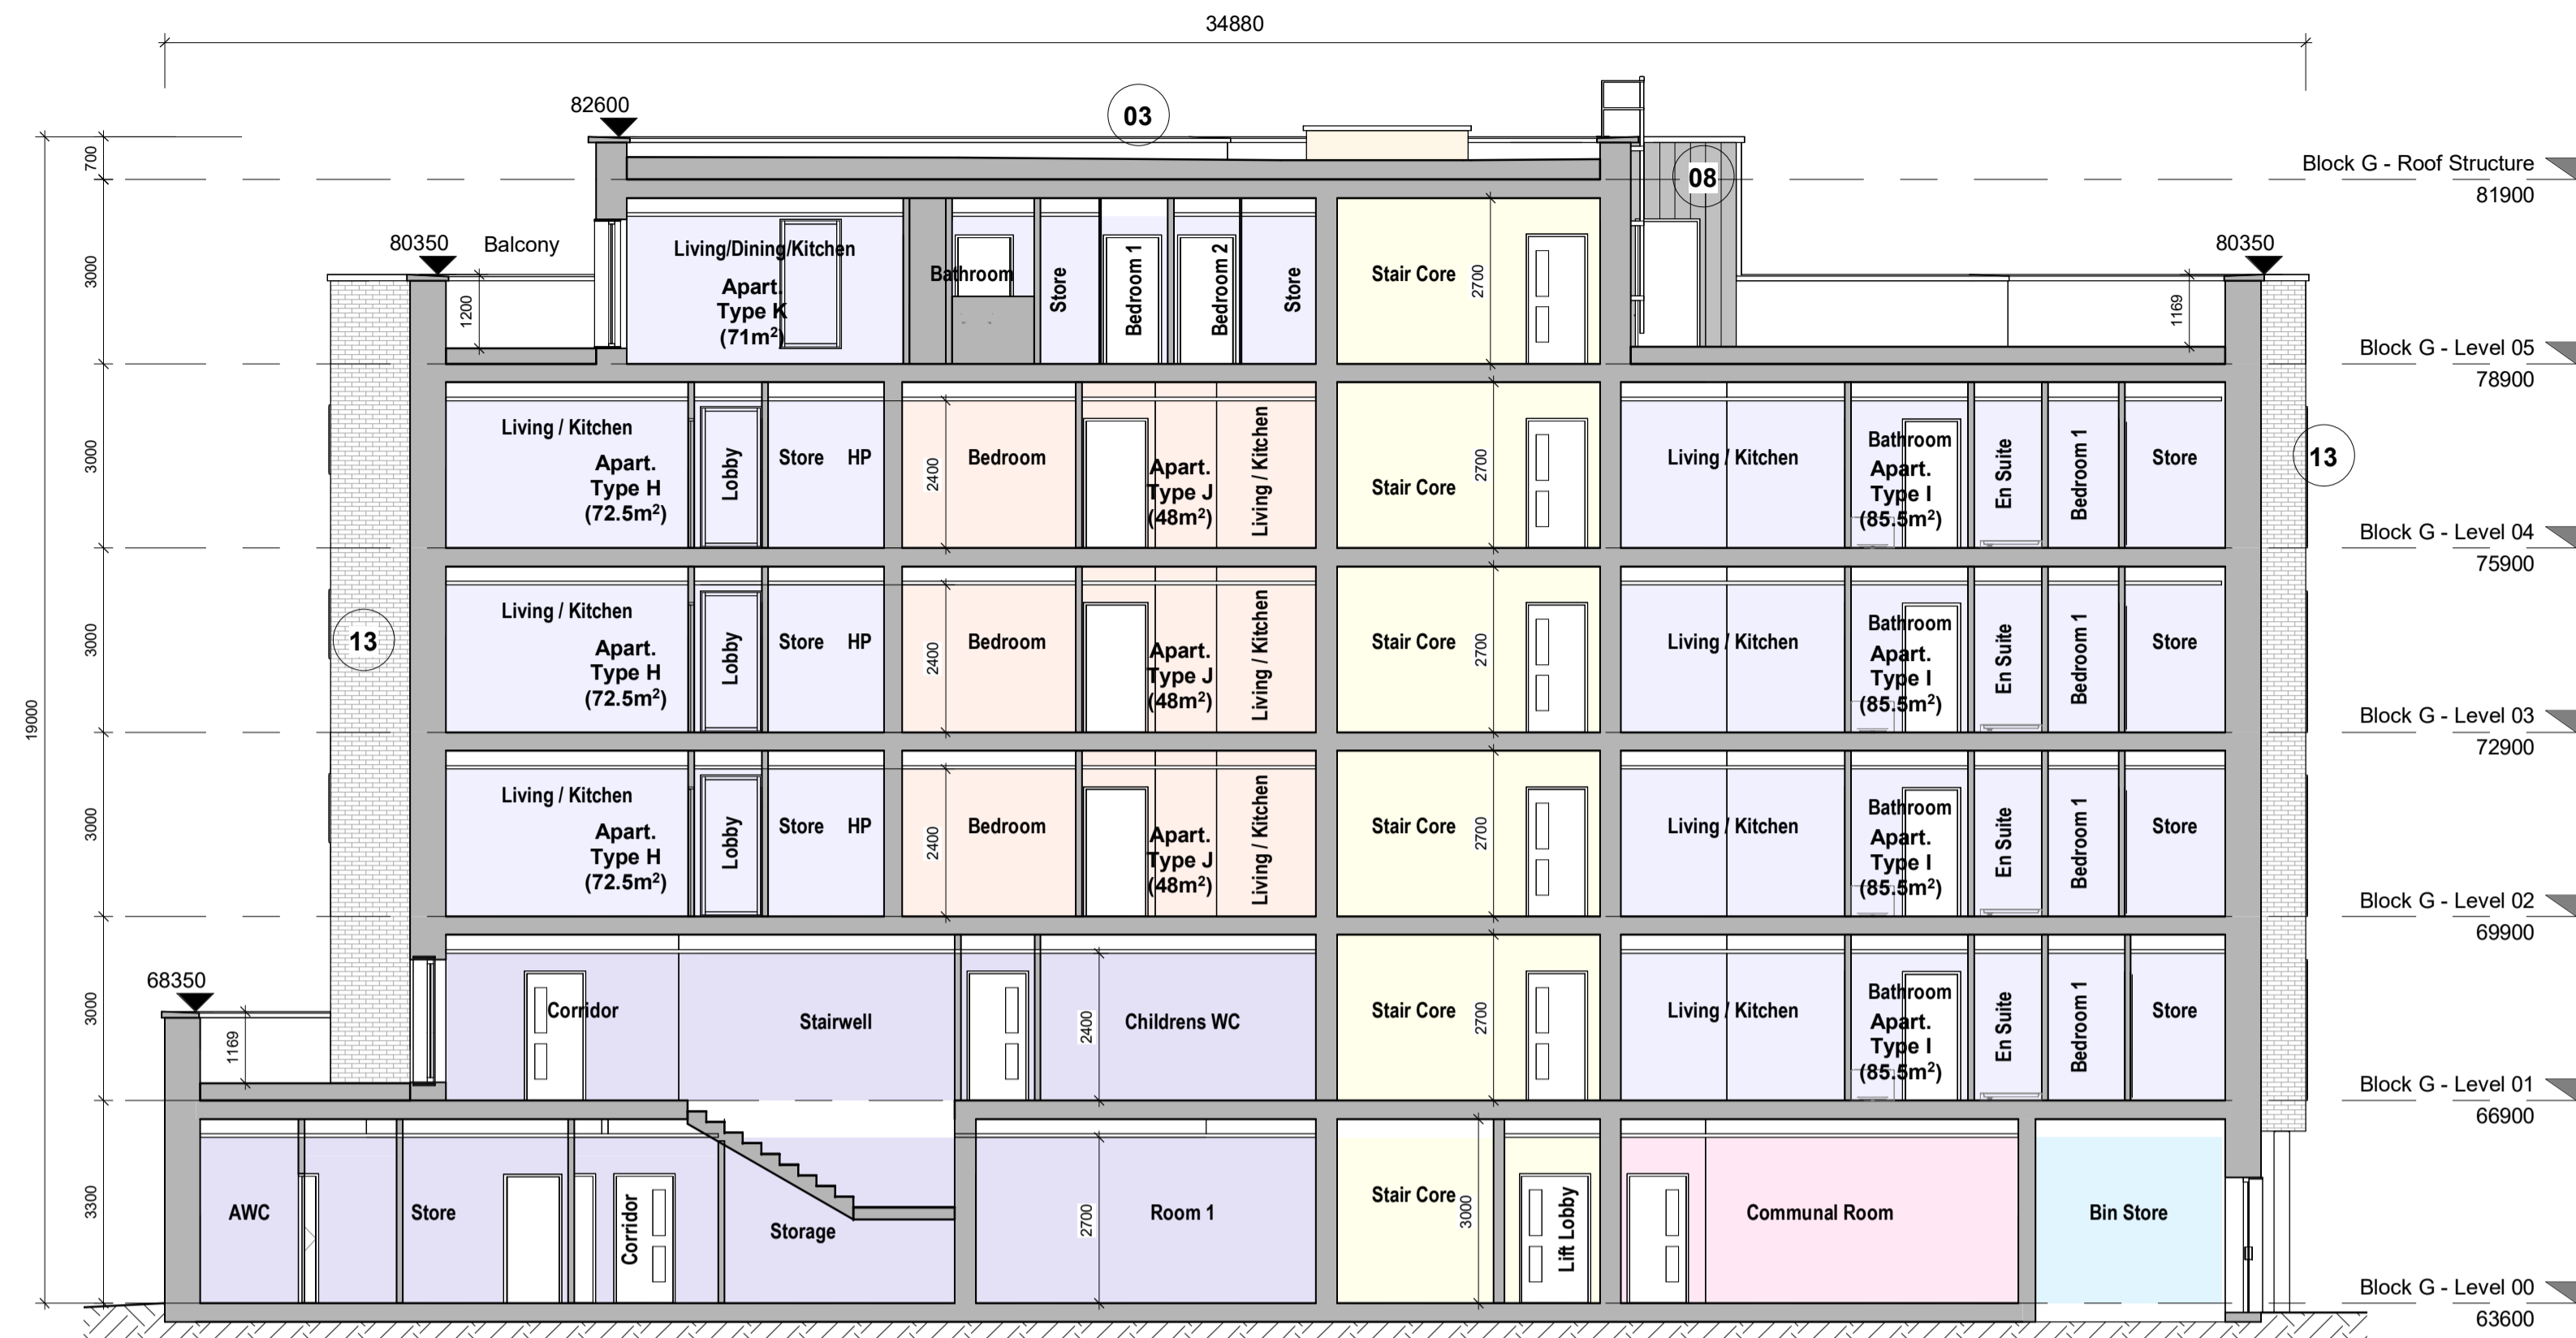 34880
82600
03
700
08
Block G - Roof Structure
81900
80350
Balcony
80350
3000
1200
Living/Dining/Kitchen
Apart.
Type K
(71m²)
Bathroom
Store
Bedroom 1
Bedroom 2
Store
Stair Core
2700
1169
Block G - Level 05
78900
3000
Living / Kitchen
Apart.
Type H
(72.5m²)
Lobby
Store
HP
2400
Bedroom
Apart.
Type J
(48m²)
Living / Kitchen
Stair Core
2700
Living / Kitchen
Bathroom
Apart.
Type I
(85.5m²)
En Suite
Bedroom 1
Store
13
Block G - Level 04
75900
3000
13
Living / Kitchen
Apart.
Type H
(72.5m²)
Lobby
Store
HP
2400
Bedroom
Apart.
Type J
(48m²)
Living / Kitchen
Stair Core
2700
Living / Kitchen
Bathroom
Apart.
Type I
(85.5m²)
En Suite
Bedroom 1
Store
Block G - Level 03
72900
19000
3000
Living / Kitchen
Apart.
Type H
(72.5m²)
Lobby
Store
HP
2400
Bedroom
Apart.
Type J
(48m²)
Living / Kitchen
Stair Core
2700
Living / Kitchen
Bathroom
Apart.
Type I
(85.5m²)
En Suite
Bedroom 1
Store
Block G - Level 02
69900
68350
3000
1169
Corridor
Stairwell
2400
Childrens WC
Stair Core
2700
Living / Kitchen
Bathroom
Apart.
Type I
(85.5m²)
En Suite
Bedroom 1
Store
Block G - Level 01
66900
3300
AWC
Store
Corridor
Storage
2700
Room 1
Stair Core
3000
Lift Lobby
Communal Room
Bin Store
Block G - Level 00
63600